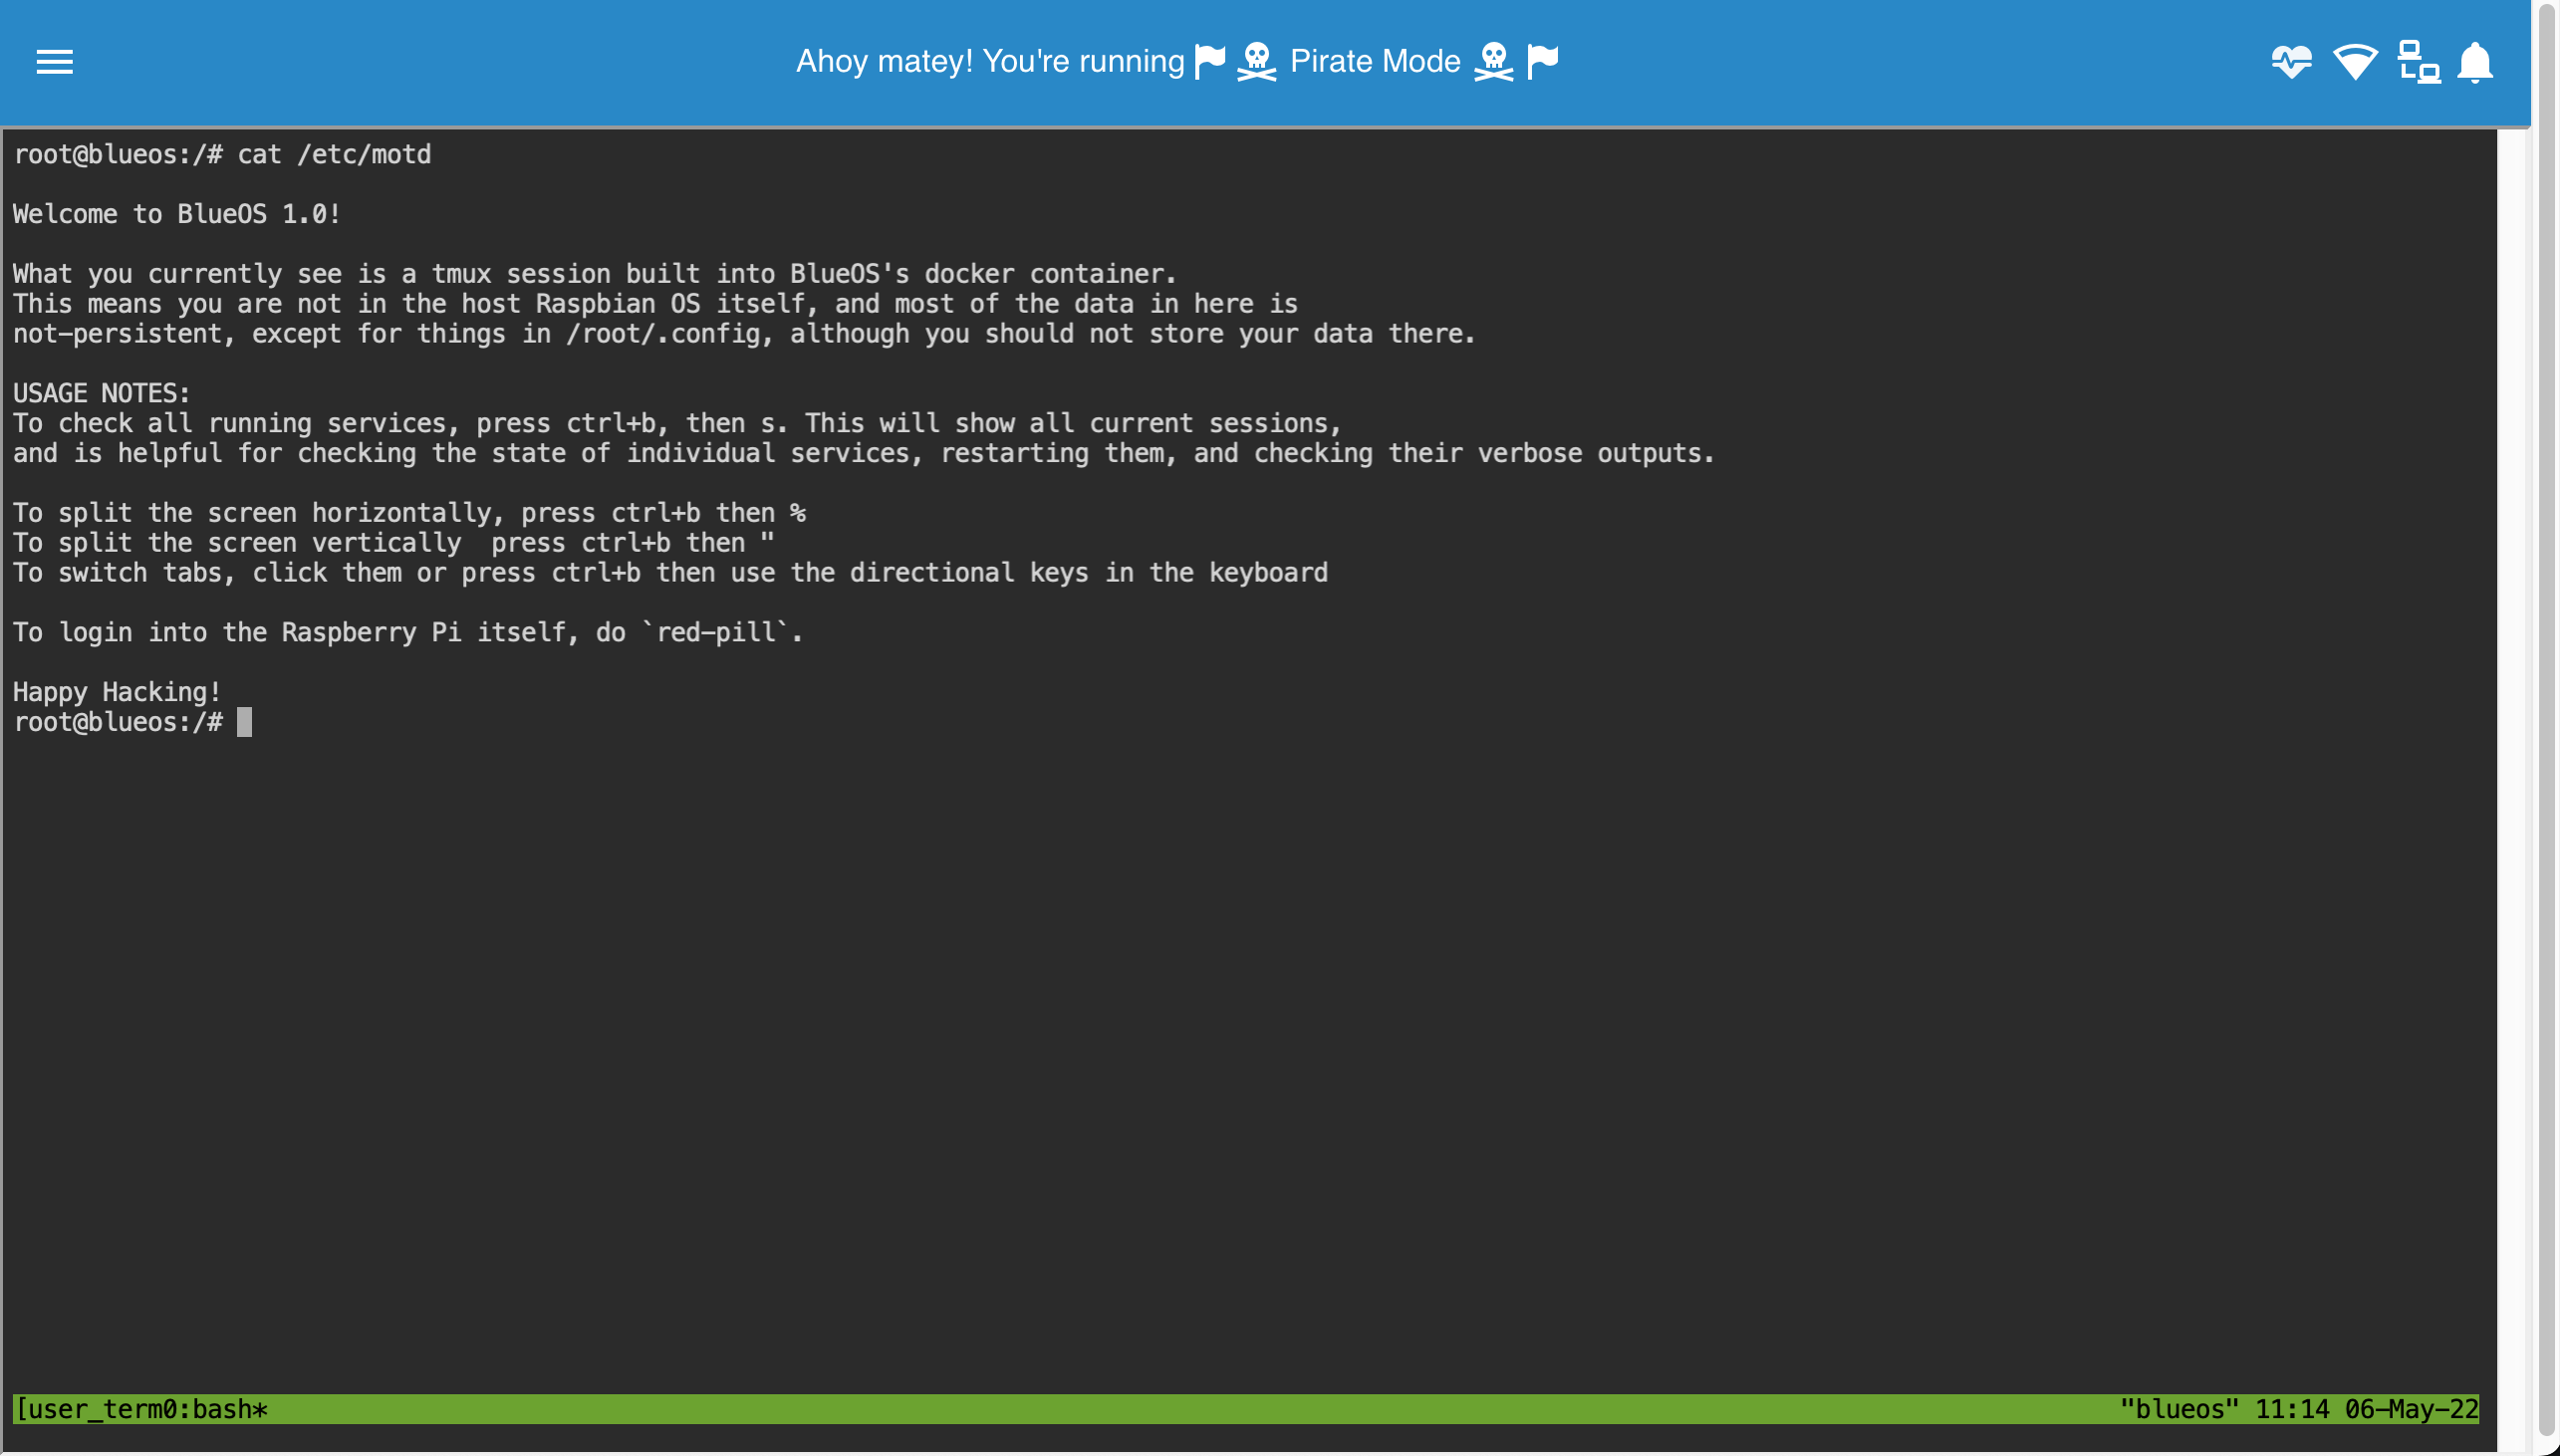 Ahoy matey! You're running Pirate Mode
root@blueos:/# cat /etc/motd
Welcome to BlueOS 1.0!
What you currently see is a tmux session built into BlueOS's docker container.
This means you are not in the host Raspbian OS itself, and most of the data in here is
not-persistent, except for things in /root/.config, although you should not store your data there.
USAGE NOTES:
To check all running services, press ctrl+b, then s. This will show all current sessions,
and is helpful for checking the state of individual services, restarting them, and checking their verbose outputs.
To split the screen horizontally, press ctrl+b then %
To split the screen vertically  press ctrl+b then "
To switch tabs, click them or press ctrl+b then use the directional keys in the keyboard
To login into the Raspberry Pi itself, do `red-pill`.
Happy Hacking!
root@blueos:/#
[user_term0:bash* "blueos" 11:14 06-May-22